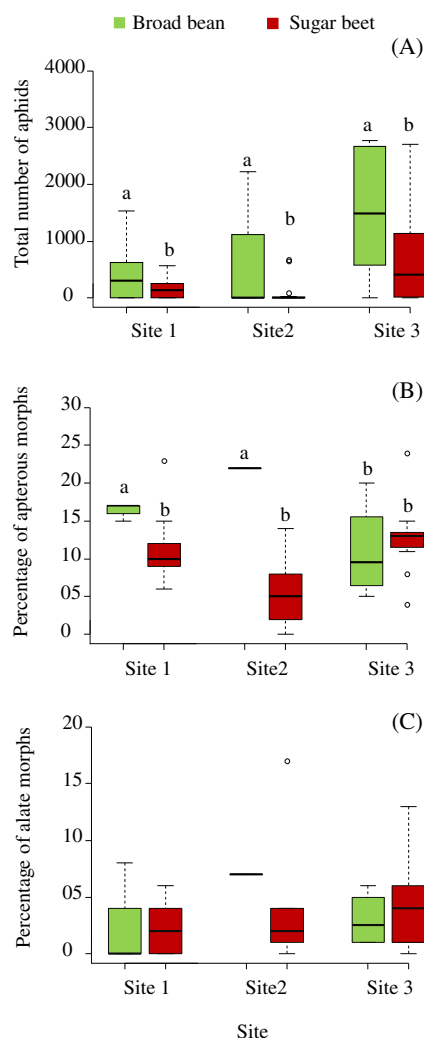 Broad bean Sugar beet
(A)
Total number of aphids
4000
3000
2000
1000
0
a
b
a
b
a
b
Site 1 Site2 Site 3
(B)
Percentage of apterous morphs
30
25
20
15
10
05
0
a
b
a
b
b
b
Site 1 Site2 Site 3
(C)
Percentage of alate morphs
20
15
10
05
0
Site 1 Site2 Site 3
Site